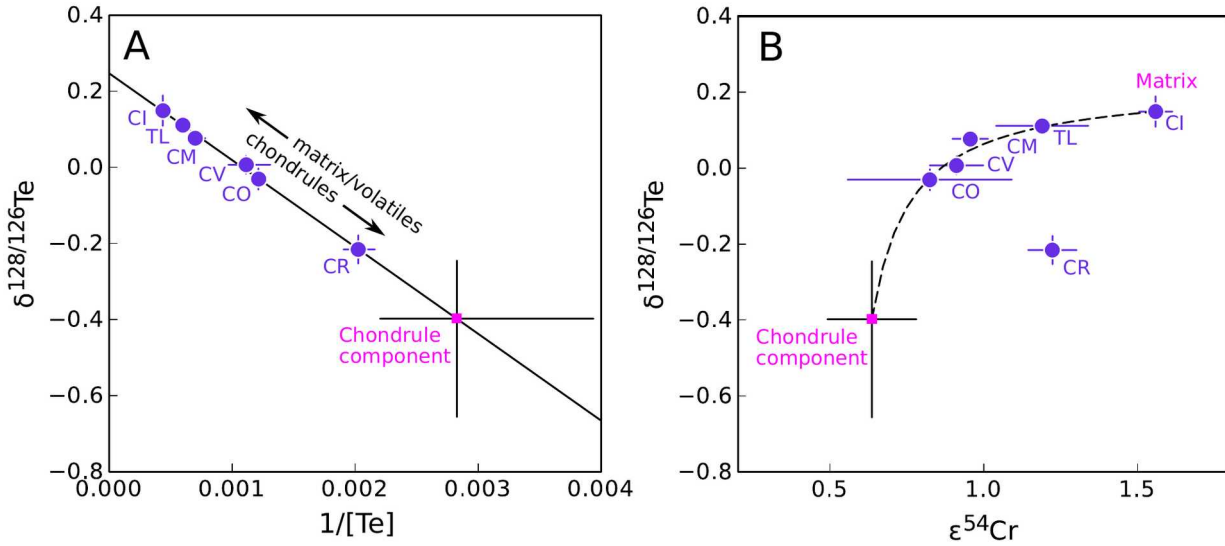 A
0.4
0.2
0.0
−0.2
−0.4
−0.6
−0.8
δ¹²⁸/¹²⁶Te
CI
TL
CM
CV
CO
CR
matrix/volatiles
chondrules
Chondrule
component
0.000
0.001
0.002
0.003
0.004
1/[Te]
B
0.4
0.2
0.0
−0.2
−0.4
−0.6
−0.8
δ¹²⁸/¹²⁶Te
Matrix
CI
TL
CM
CV
CO
CR
Chondrule
component
0.5
1.0
1.5
ε⁵⁴Cr